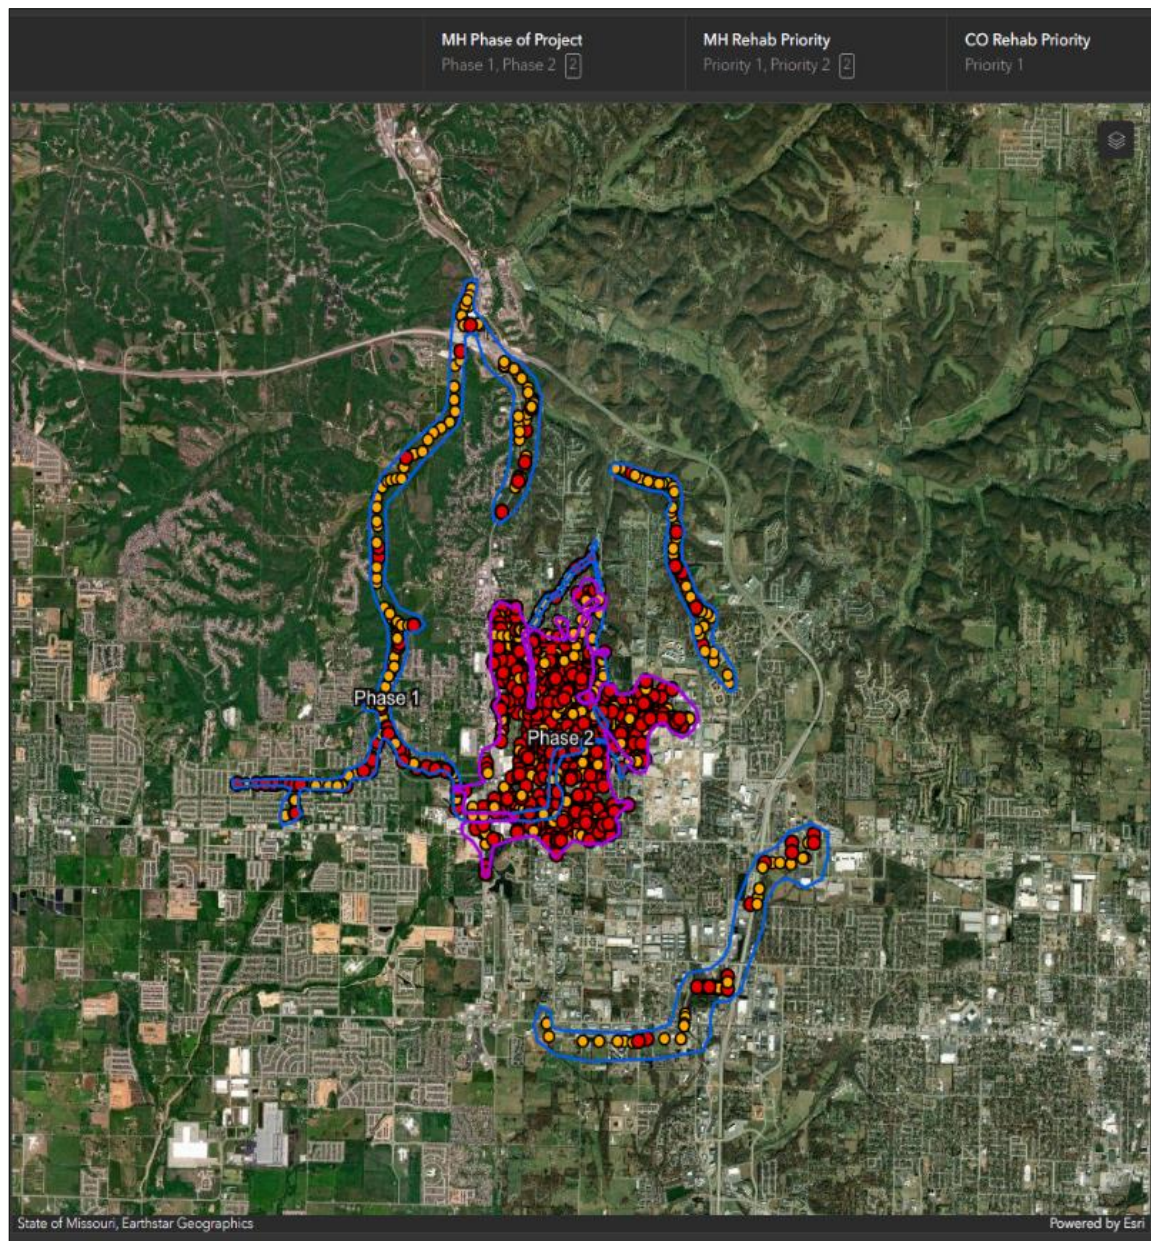 MH Phase of Project
Phase 1, Phase 2 2
MH Rehab Priority
Priority 1, Priority 2 2
CO Rehab Priority
Priority 1
Phase 1
Phase 2
State of Missouri, Earthstar Geographics
Powered by Esri